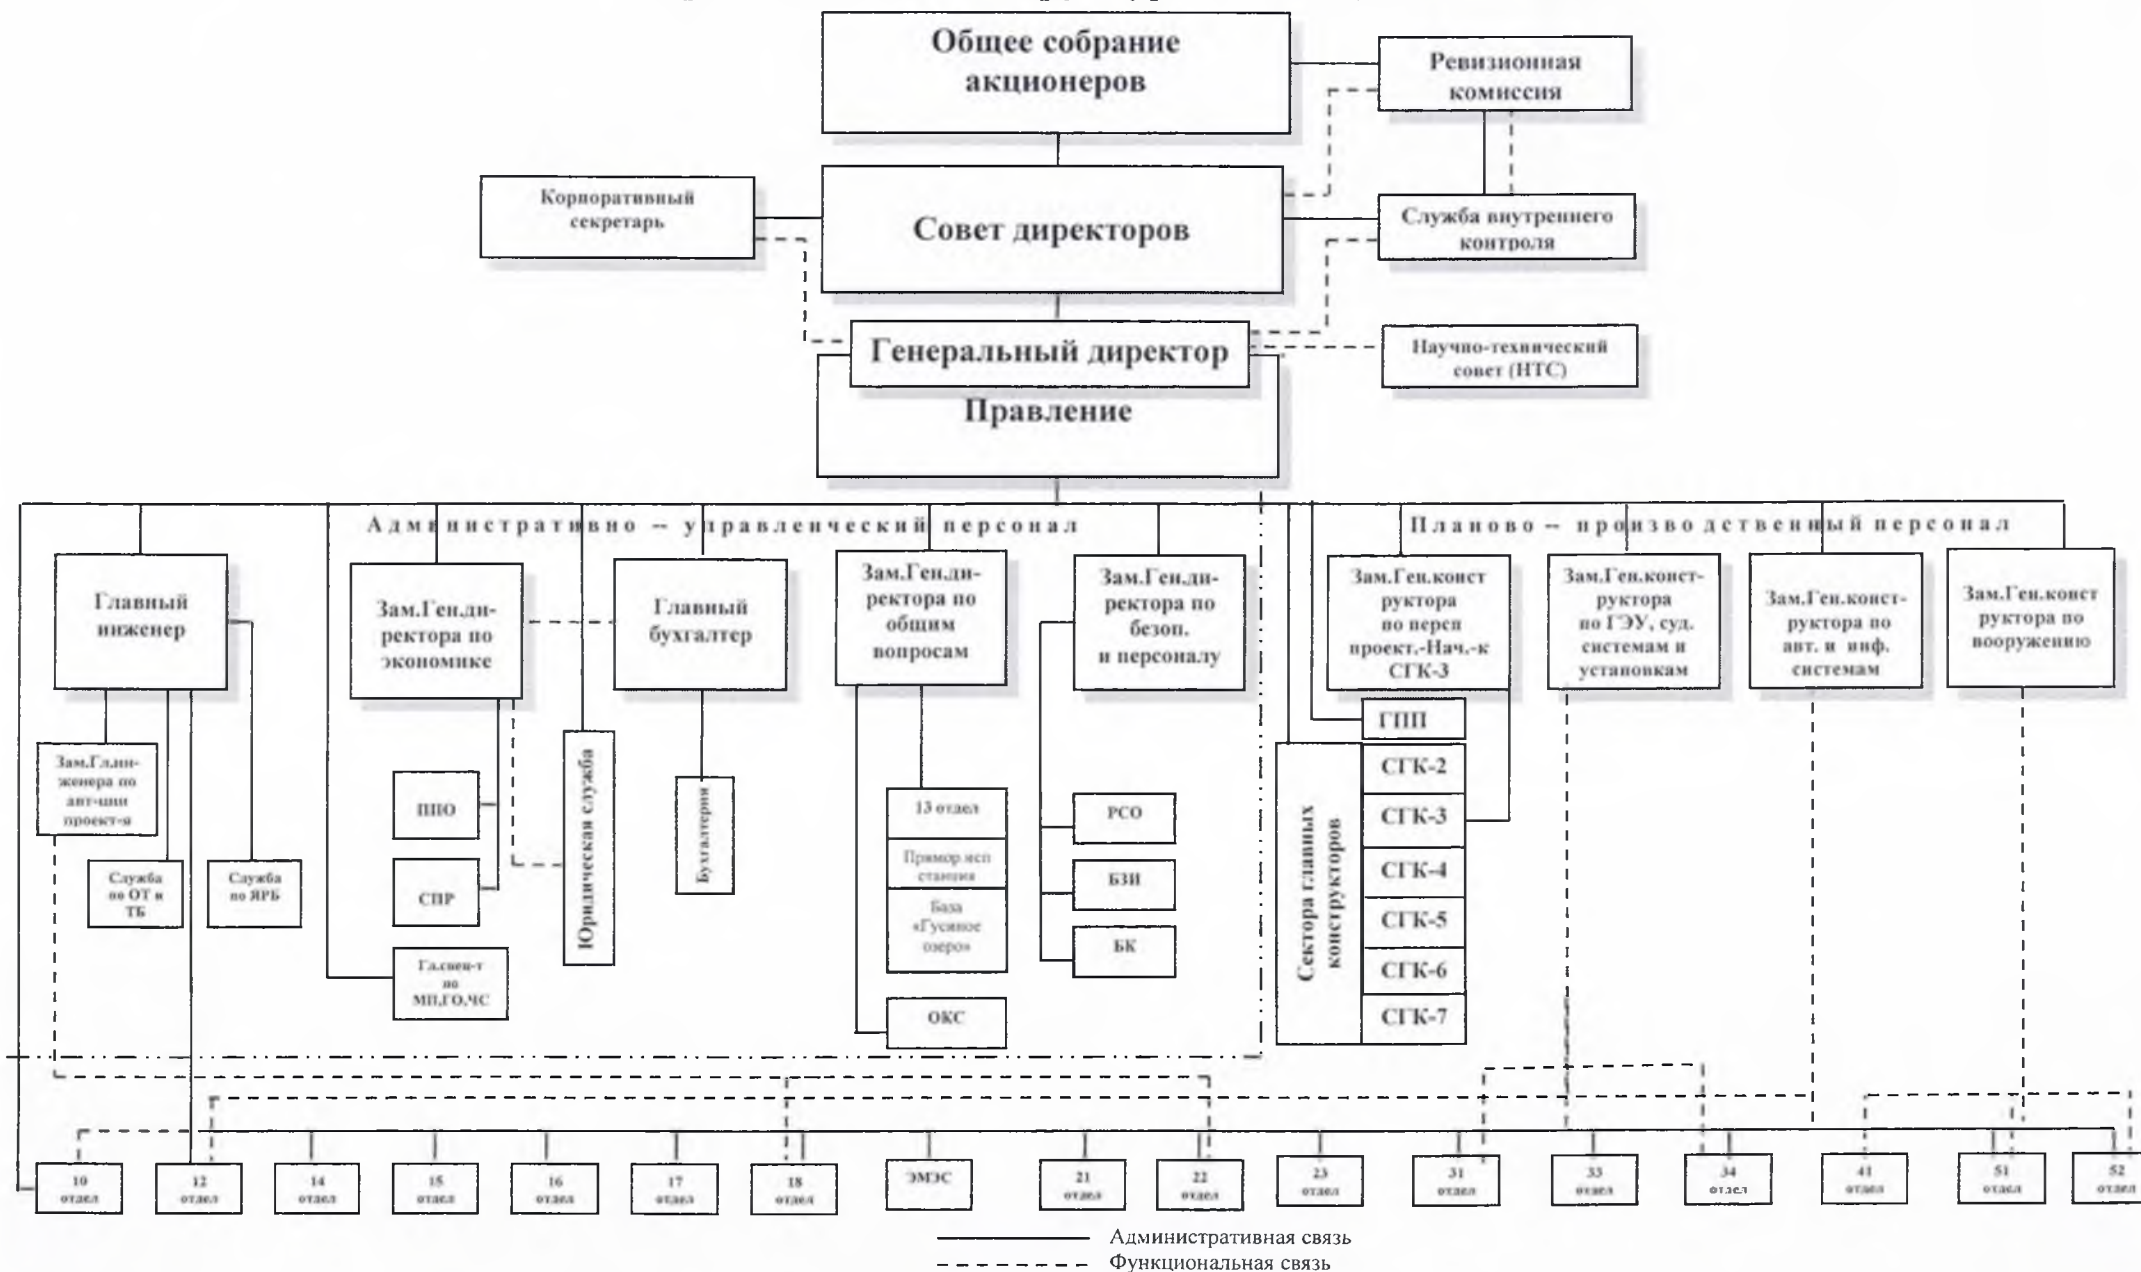 Общее собрание
акционеров
Ревизионная
комиссия
Корпоративный
секретарь
Совет директоров
Служба внутреннего
контроля
Генеральный директор
Научно-технический
совет (НТС)
Правление
Административно – управленческий персонал
Планово – производственный персонал
Главный
инженер
Зам.Ген.ди-
ректора по
экономике
Главный
бухгалтер
Зам.Ген.ди-
ректора по
общим
вопросам
Зам.Ген.ди-
ректора по
безоп.
и персоналу
Зам.Ген.конст
руктора
по персп
проект.-Нач.-к
СГК-3
Зам.Ген.конст-
руктора
по ГЭУ, суд.
системам и
установкам
Зам.Ген.конст-
руктора по
авт. и инф.
системам
Зам.Ген.конст
руктора по
вооружению
Зам.Гл.ин-
женера по
авт-ции
проект-я
Служба
по ОТ и
ТБ
Служба
по ЯРБ
ППО
СПР
Гл.спец-т
по
МП,ГО,ЧС
Юридическая служба
Бухгалтерия
13 отдел
Примор.исп
станция
База
«Гусиное
озеро»
ОКС
РСО
БЗИ
БК
Сектора главных
конструкторов
ГПП
СГК-2
СГК-3
СГК-4
СГК-5
СГК-6
СГК-7
10
отдел
12
отдел
14
отдел
15
отдел
16
отдел
17
отдел
18
отдел
ЭМЭС
21
отдел
22
отдел
23
отдел
31
отдел
33
отдел
34
отдел
41
отдел
51
отдел
52
отдел
Административная связь
Функциональная связь